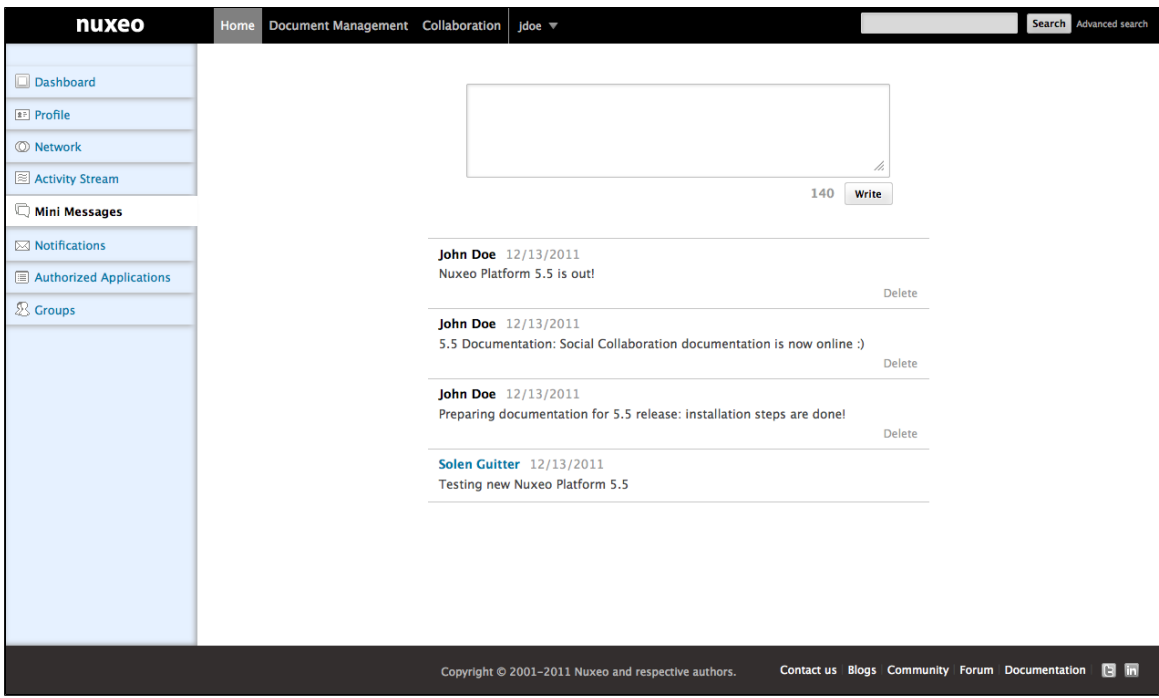 nuxeo Home Document Management Collaboration jdoe Search Advanced search
Dashboard
Profile
Network
Activity Stream
Mini Messages
Notifications
Authorized Applications
Groups
140 Write
John Doe 12/13/2011
Nuxeo Platform 5.5 is out!
Delete
John Doe 12/13/2011
5.5 Documentation: Social Collaboration documentation is now online :)
Delete
John Doe 12/13/2011
Preparing documentation for 5.5 release: installation steps are done!
Delete
Solen Guitter 12/13/2011
Testing new Nuxeo Platform 5.5
Copyright © 2001-2011 Nuxeo and respective authors. Contact us Blogs Community Forum Documentation t in